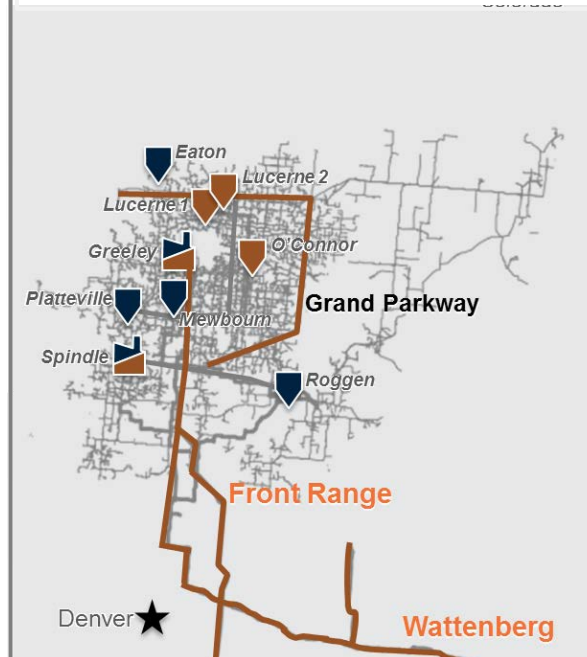 Eaton
Lucerne 2
Lucerne 1
Greeley
O'Connor
Platteville
Mewbourn
Grand Parkway
Spindle
Roggen
Front Range
Denver
Wattenberg